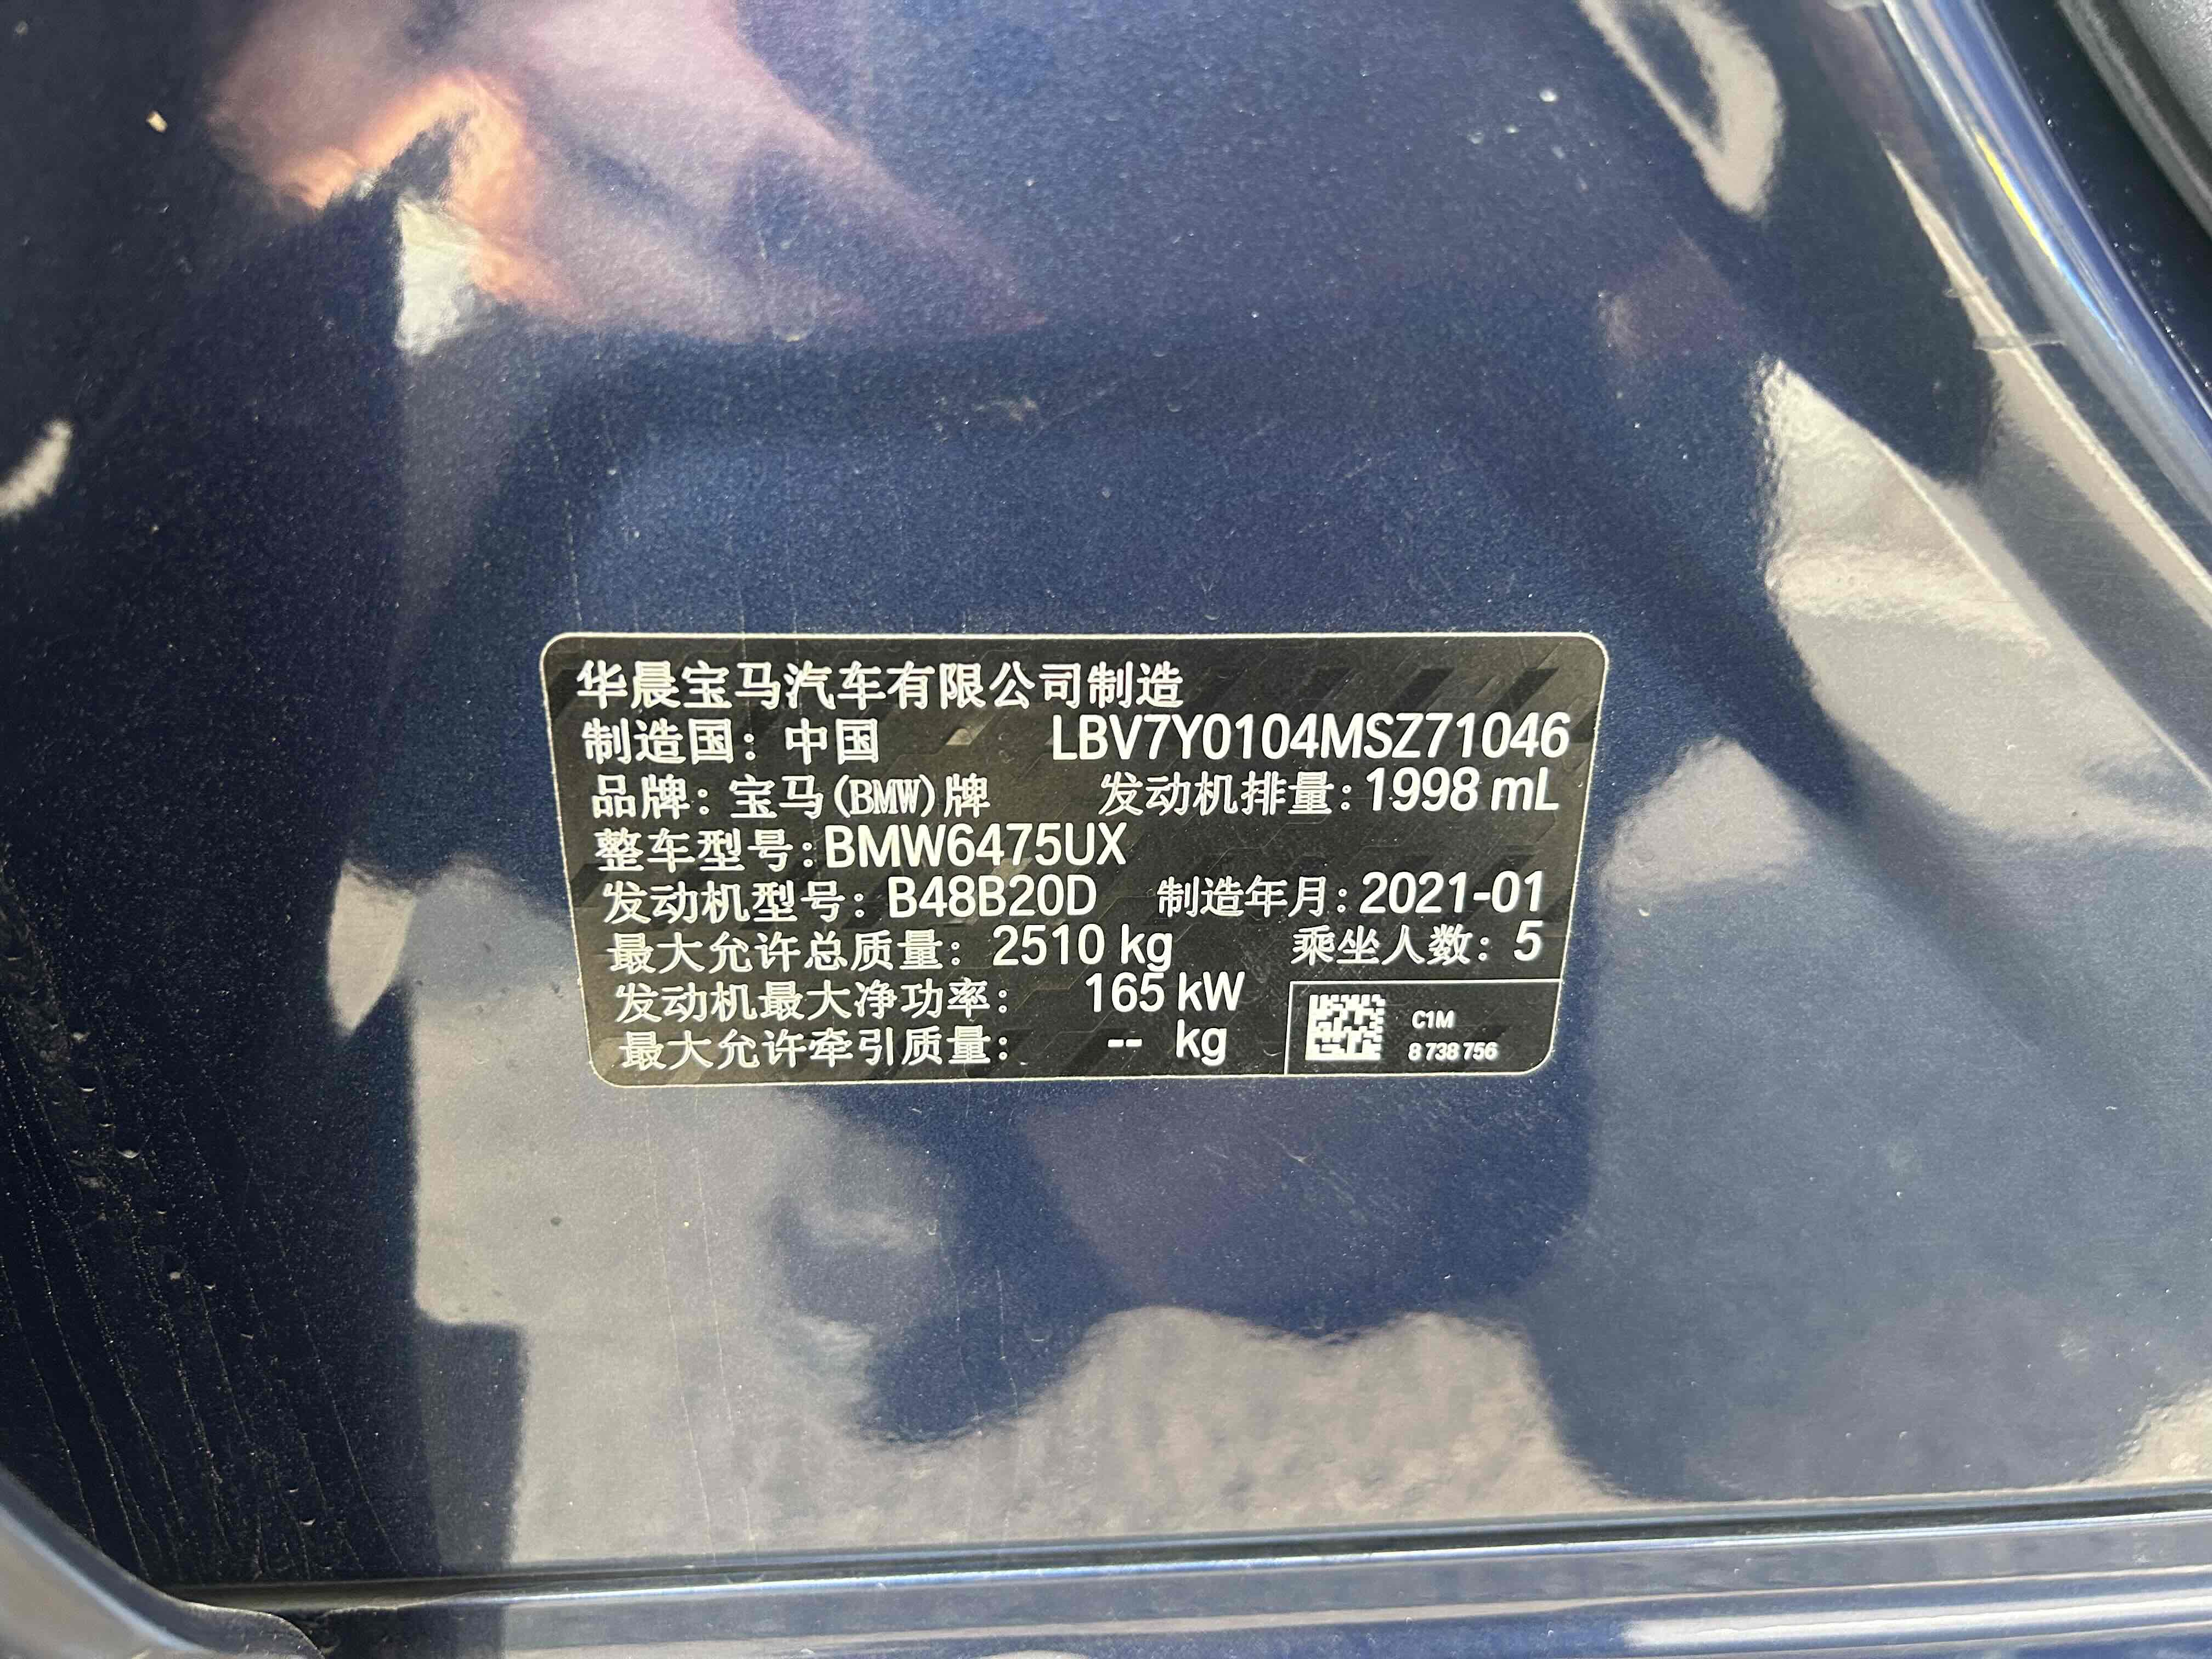 华晨宝马汽车有限公司制造
制造国：中国 LBV7Y0104MSZ71046
品牌：宝马(BMW)牌 发动机排量：1998 mL
整车型号：BMW6475UX
发动机型号：B48B20D 制造年月：2021-01
最大允许总质量：2510 kg 乘坐人数：5
发动机最大净功率：165 kW
最大允许牵引质量：-- kg
C1M
8 738 756